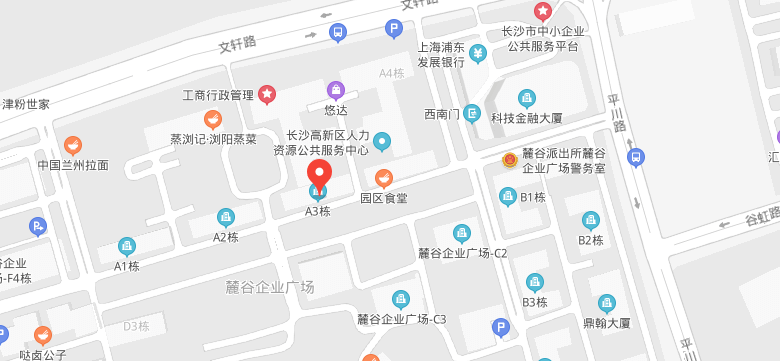 文轩路
长沙市中小企业
公共服务平台
上海浦东
发展银行
A4栋
工商行政管理
津粉世家
悠达
西南门
科技金融大厦
平川路
蒸浏记·浏阳蒸菜
长沙高新区人力
资源公共服务中心
中国兰州拉面
麓谷派出所麓谷
企业广场警务室
汇
园区食堂
A3栋
B1栋
谷虹路
A2栋
B2栋
A1栋
麓谷企业广场-C2
谷企业
场-F4栋
麓谷企业广场
B3栋
麓谷企业广场-C3
鼎翰大厦
D3栋
平川
哒卤公子